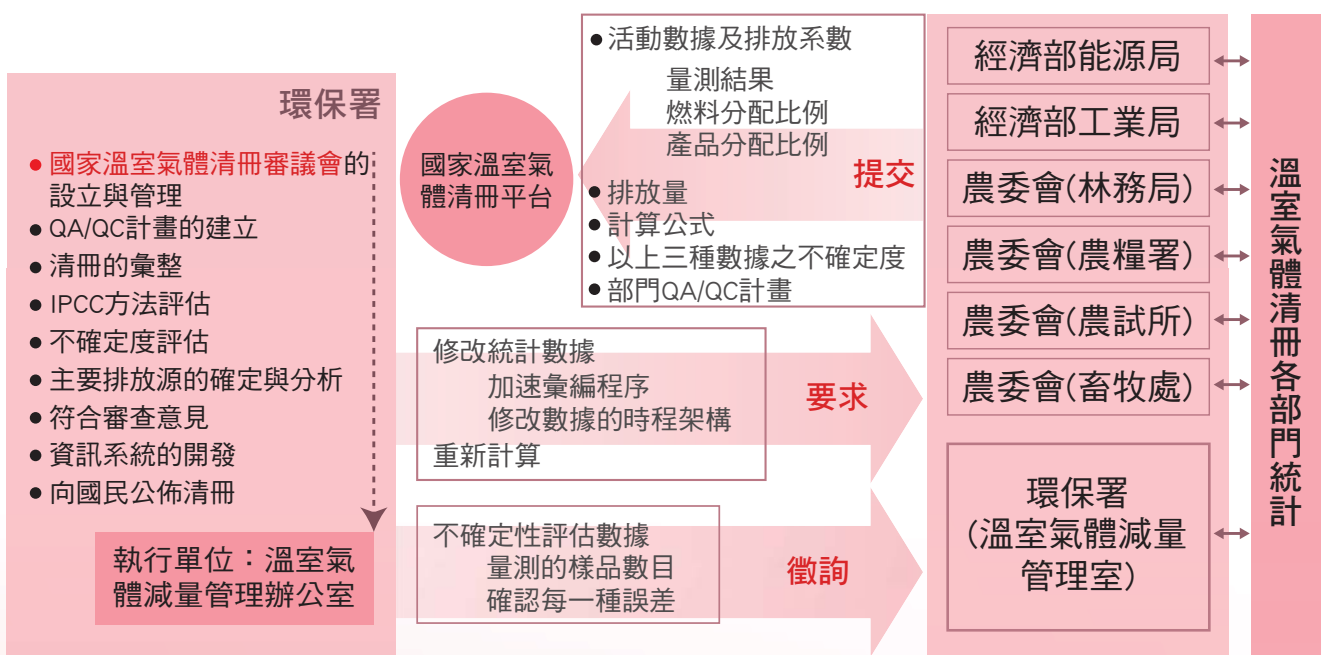 環保署
● 國家溫室氣體清冊審議會的
設立與管理
● QA/QC計畫的建立
● 清冊的彙整
● IPCC方法評估
● 不確定度評估
● 主要排放源的確定與分析
● 符合審查意見
● 資訊系統的開發
● 向國民公佈清冊
執行單位：溫室氣
體減量管理辦公室
國家溫室氣
體清冊平台
● 活動數據及排放系數
量測結果
燃料分配比例
產品分配比例
● 排放量
● 計算公式
● 以上三種數據之不確定度
● 部門QA/QC計畫
提交
修改統計數據
加速彙編程序
修改數據的時程架構
重新計算
要求
不確定性評估數據
量測的樣品數目
確認每一種誤差
徵詢
經濟部能源局
經濟部工業局
農委會(林務局)
農委會(農糧署)
農委會(農試所)
農委會(畜牧處)
環保署
(溫室氣體減量
管理室)
溫室氣體清冊各部門統計